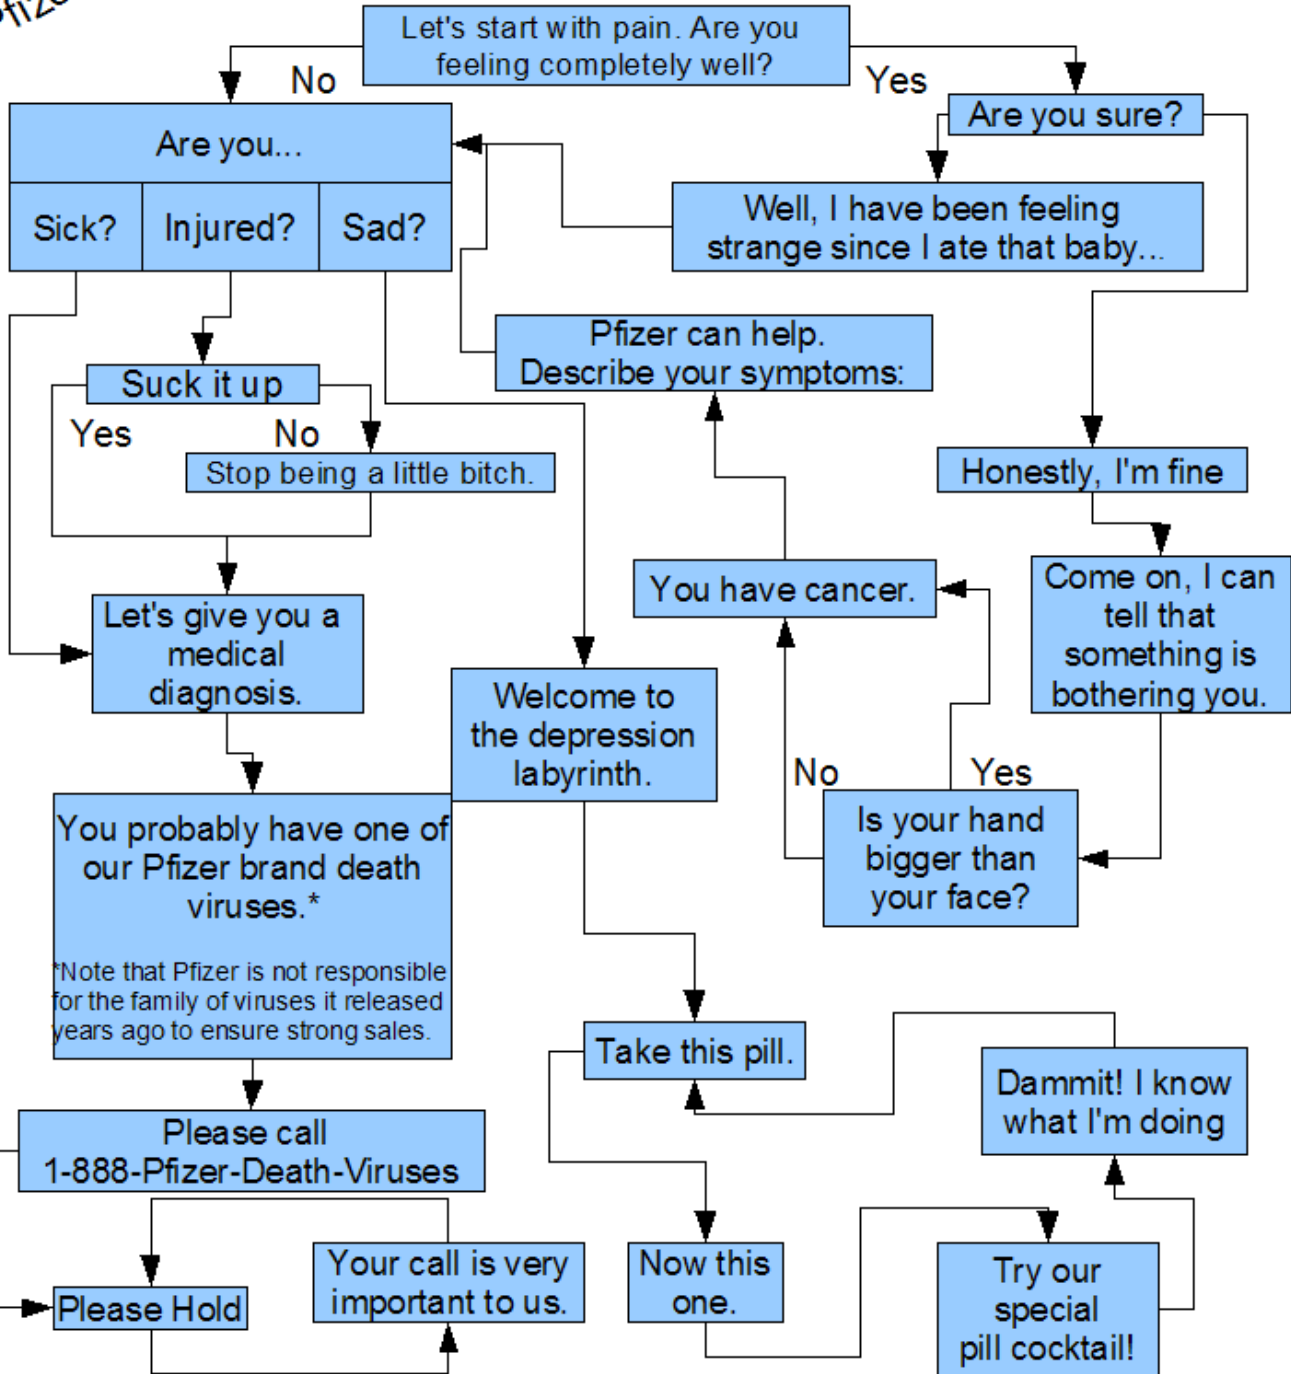 Let's start with pain. Are you
feeling completely well?
No
Yes
Are you sure?
Are you...
Sick?
Injured?
Sad?
Well, I have been feeling
strange since I ate that baby...
Pfizer can help.
Describe your symptoms:
Suck it up
Yes
No
Stop being a little bitch.
Honestly, I'm fine
You have cancer.
Come on, I can
tell that
something is
bothering you.
Let's give you a
medical
diagnosis.
Welcome to
the depression
labyrinth.
No
Yes
Is your hand
bigger than
your face?
You probably have one of
our Pfizer brand death
viruses.*
*Note that Pfizer is not responsible
for the family of viruses it released
years ago to ensure strong sales.
Take this pill.
Dammit! I know
what I'm doing
Please call
1-888-Pfizer-Death-Viruses
Your call is very
important to us.
Please Hold
Now this
one.
Try our
special
pill cocktail!